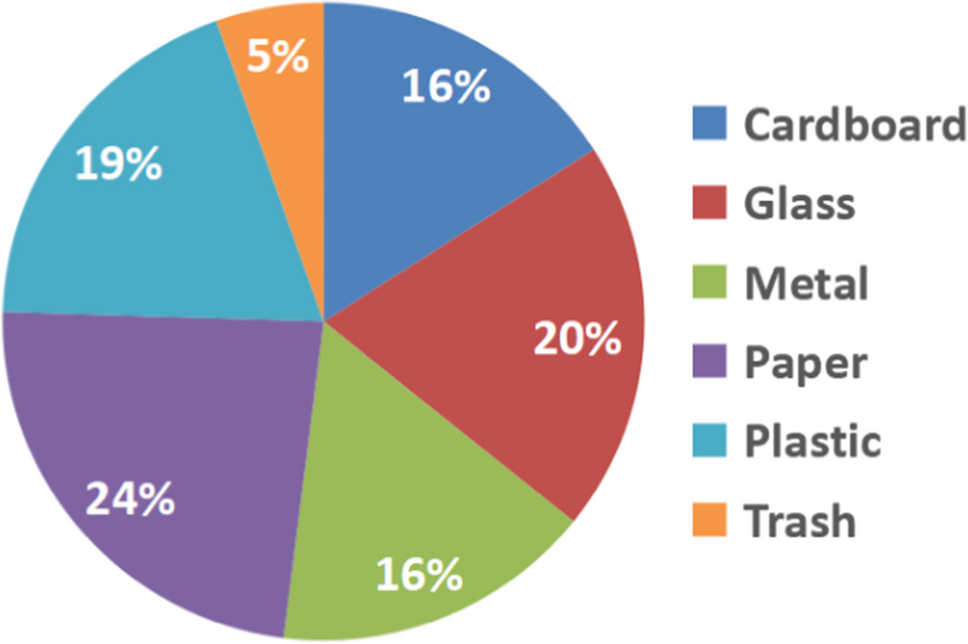 5%
16%
19%
20%
24%
16%
Cardboard
Glass
Metal
Paper
Plastic
Trash